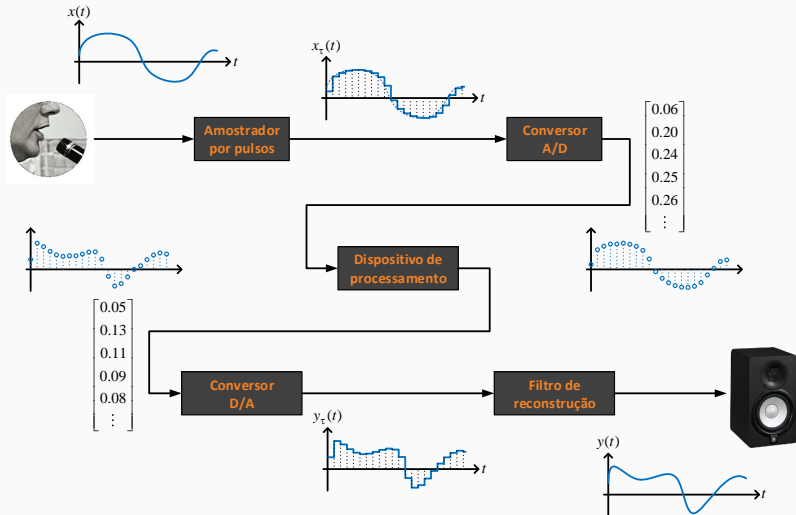 x(t)
t
x_τ(t)
t
Amostrador
por pulsos
Conversor
A/D
0.06
0.20
0.24
0.25
0.26
⋮
Dispositivo de
processamento
0.05
0.13
0.11
0.09
0.08
⋮
Conversor
D/A
Filtro de
reconstrução
y_τ(t)
t
y(t)
t